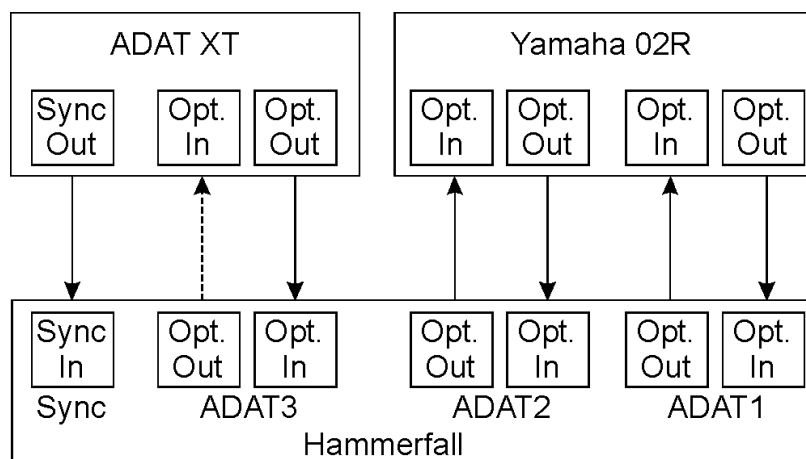 ADAT XT
Yamaha 02R
Sync Out
Opt. In
Opt. Out
Opt. In
Opt. Out
Opt. In
Opt. Out
Sync In
Opt. Out
Opt. In
Opt. Out
Opt. In
Opt. Out
Opt. In
Sync
ADAT3
ADAT2
ADAT1
Hammerfall